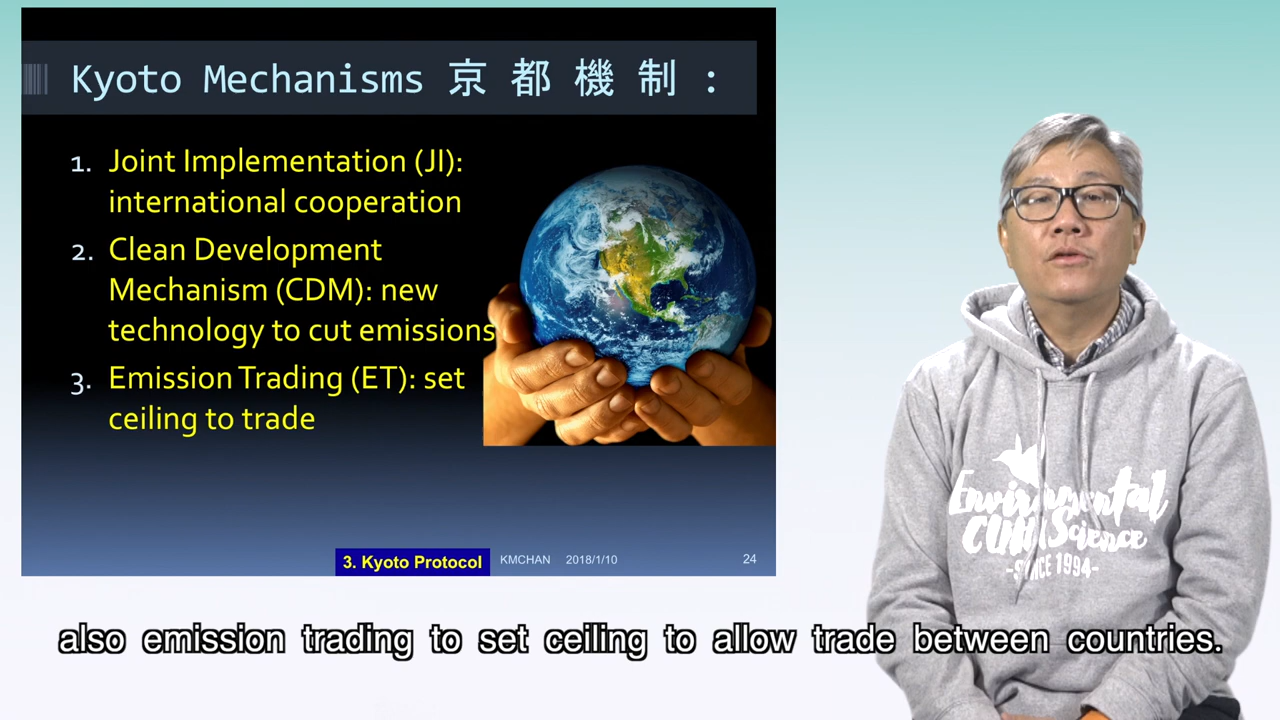 Kyoto Mechanisms 京都機制 :
1. Joint Implementation (JI):
international cooperation
2. Clean Development
Mechanism (CDM): new
technology to cut emissions
3. Emission Trading (ET): set
ceiling to trade
3. Kyoto Protocol KMCHAN 2018/1/10 24
Environmental
CUHK Science
-SINCE 1994-
also emission trading to set ceiling to allow trade between countries.